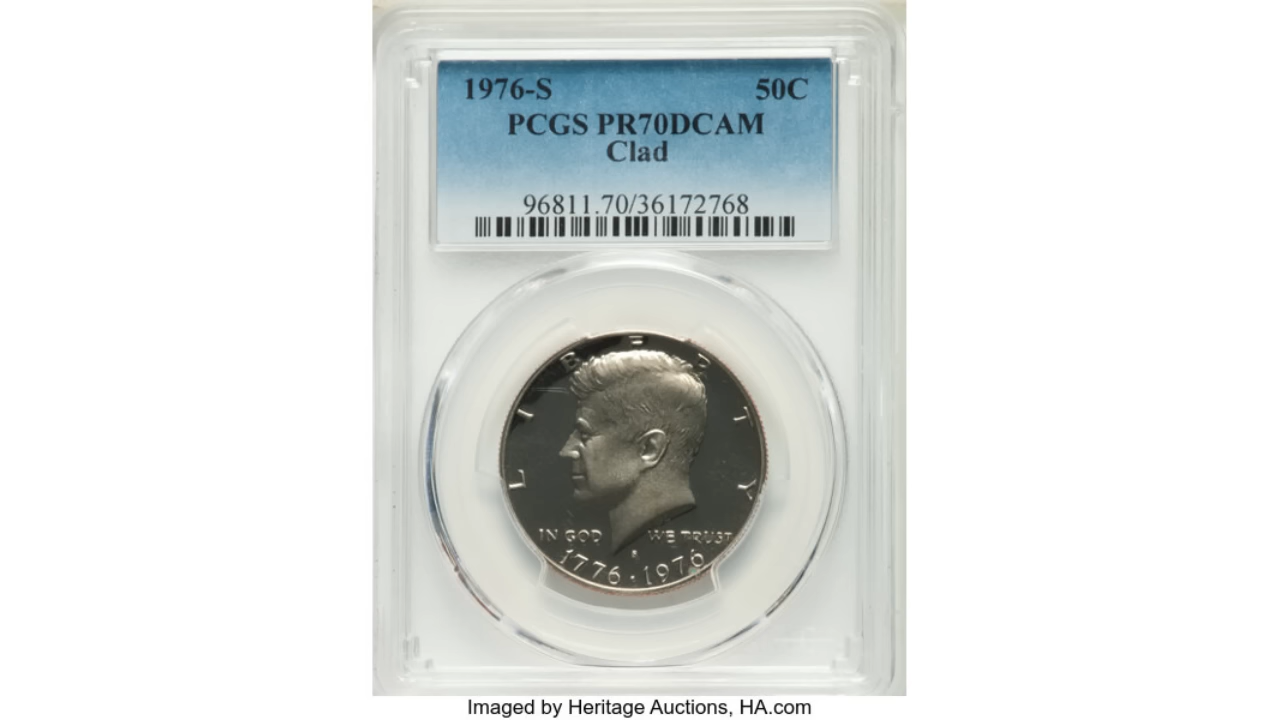 1976-S 50C
PCGS PR70DCAM
Clad
96811.70/36172768
LIBERTY
IN GOD WE TRUST
S
1776 · 1976
Imaged by Heritage Auctions, HA.com